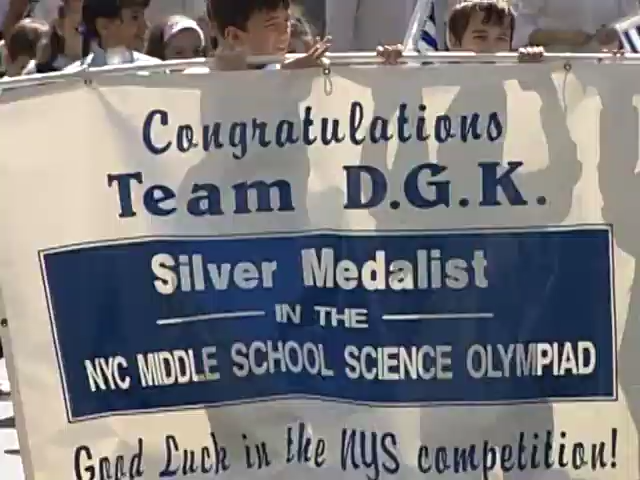 Congratulations
Team D.G.K.
Silver Medalist
IN THE
NYC MIDDLE SCHOOL SCIENCE OLYMPIAD
Good Luck in the NYS competition!